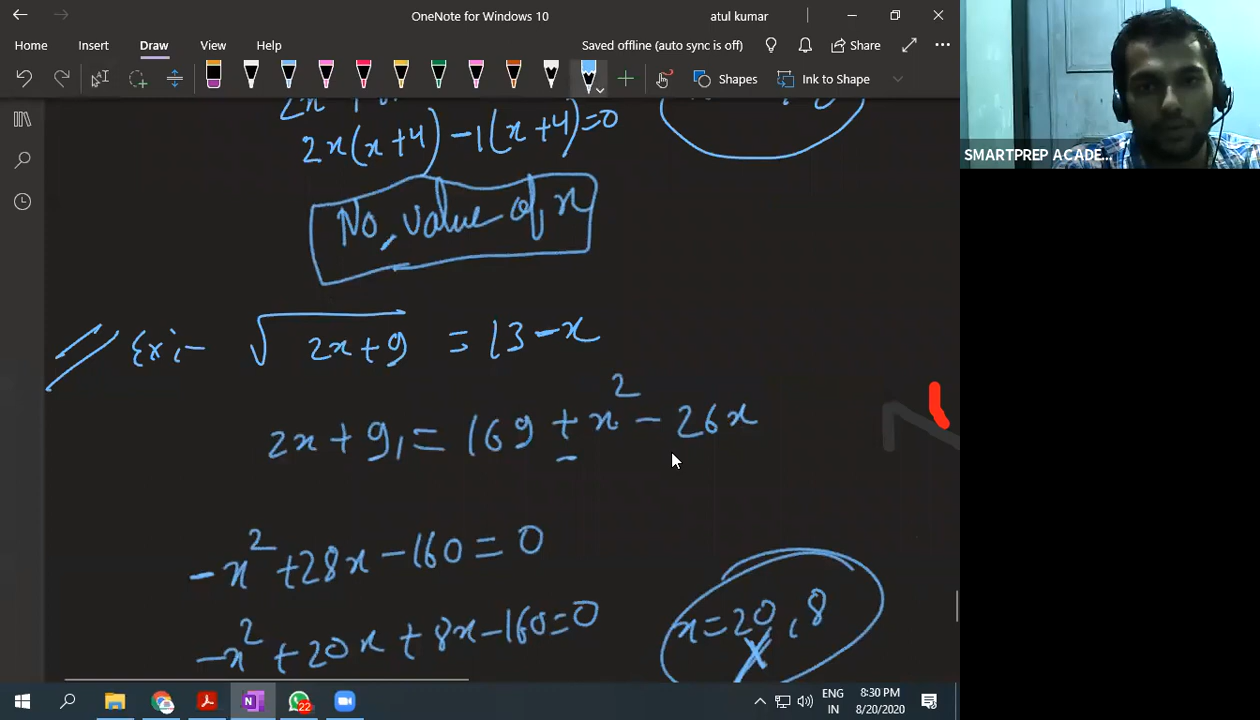 OneNote for Windows 10
atul kumar
Home Insert Draw View Help
Saved offline (auto sync is off)
Share
Shapes
Ink to Shape
2x(x+4) -1(x+4)=0
No, value of x
SMARTPREP ACADE...
Ex:- √2x+9 = 13-x
2x+9 = 169 + x² - 26x
-x²+28x-160=0
-x²+20x+8x-160=0
x=20, 8
22
ENG
IN
8:30 PM
8/20/2020